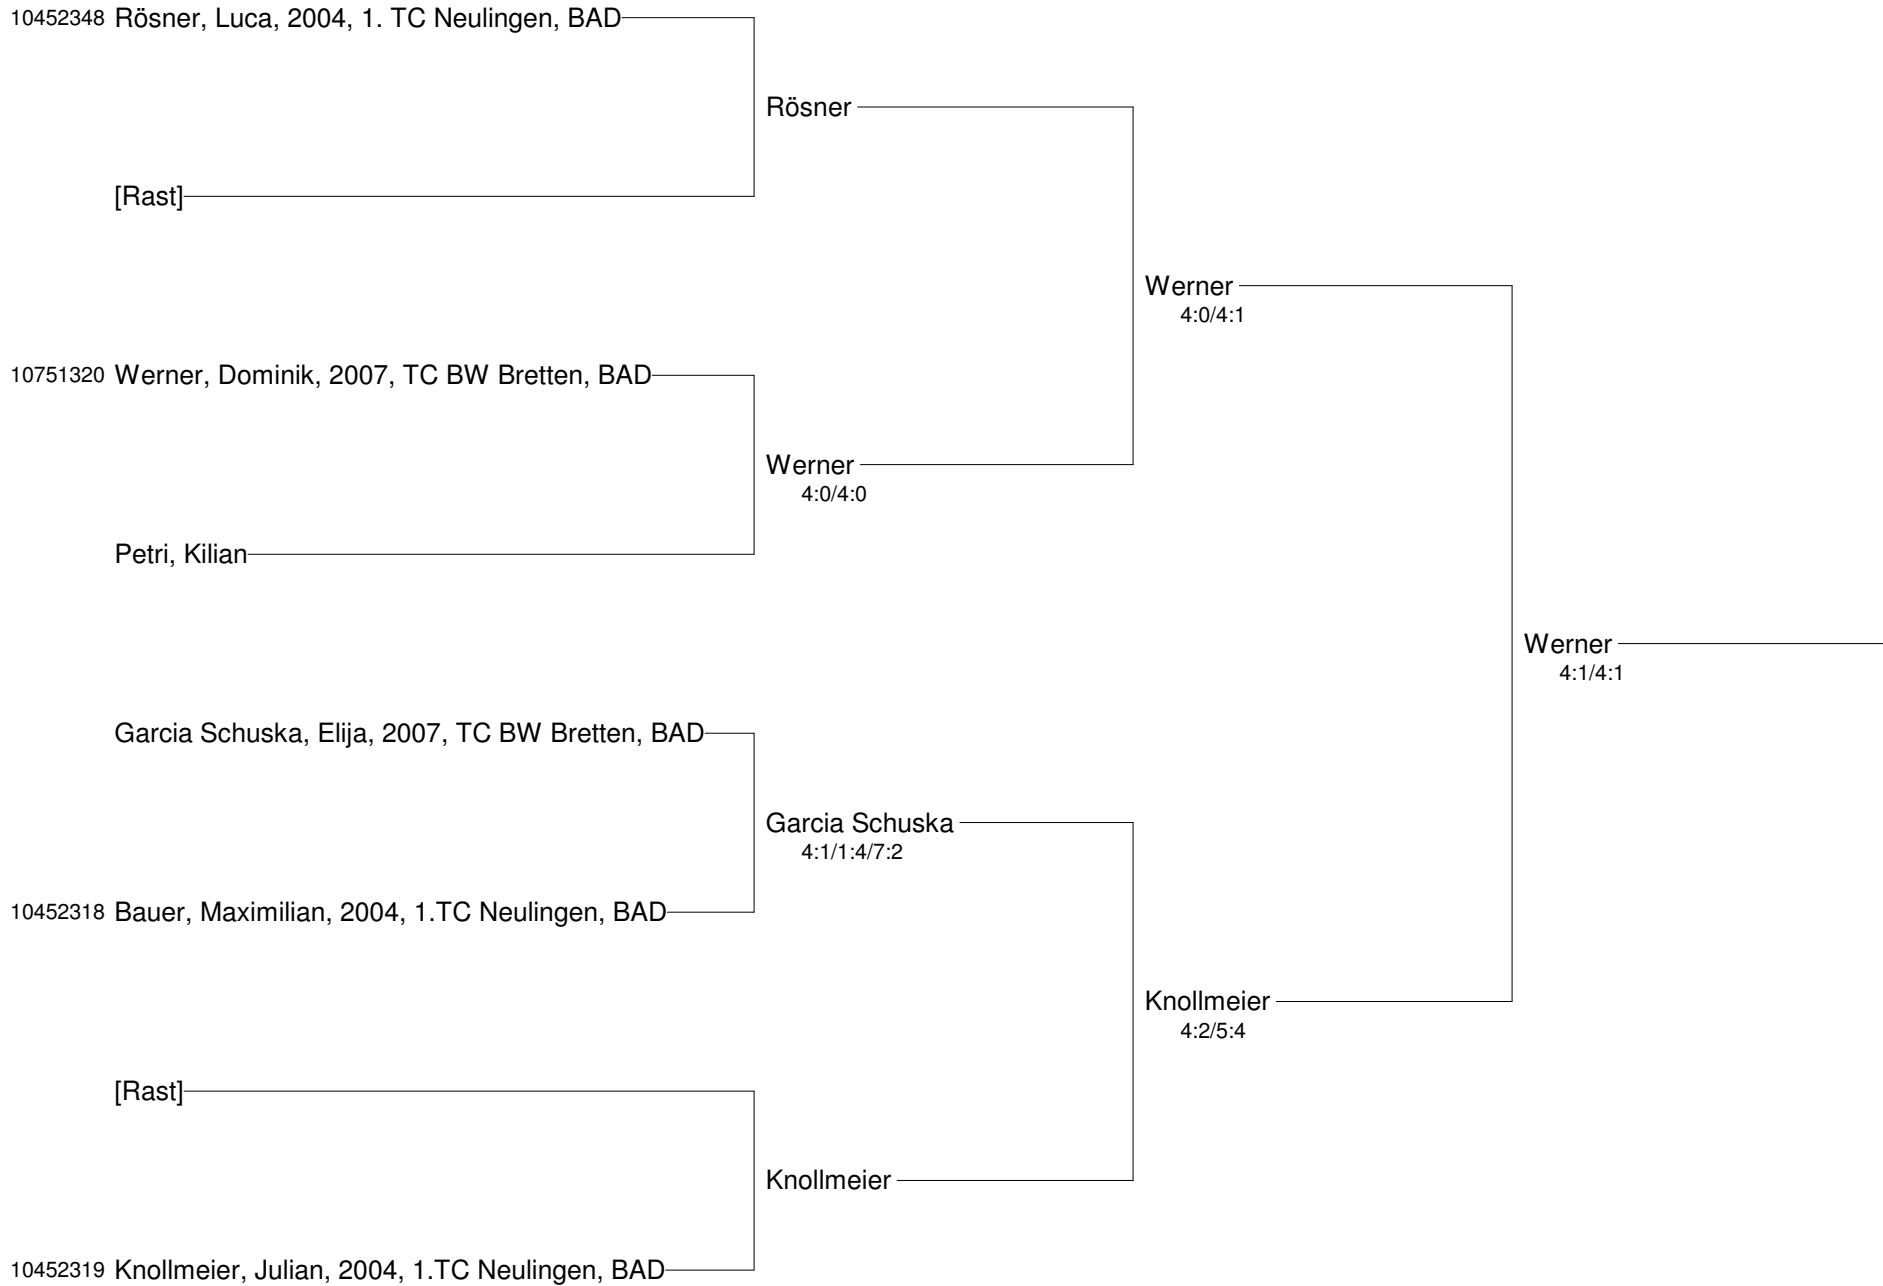 10452348 Rösner, Luca, 2004, 1. TC Neulingen, BAD
Rösner
[Rast]
Werner
4:0/4:1
10751320 Werner, Dominik, 2007, TC BW Bretten, BAD
Werner
4:0/4:0
Petri, Kilian
Werner
4:1/4:1
Garcia Schuska, Elija, 2007, TC BW Bretten, BAD
Garcia Schuska
4:1/1:4/7:2
10452318 Bauer, Maximilian, 2004, 1.TC Neulingen, BAD
Knollmeier
4:2/5:4
[Rast]
Knollmeier
10452319 Knollmeier, Julian, 2004, 1.TC Neulingen, BAD